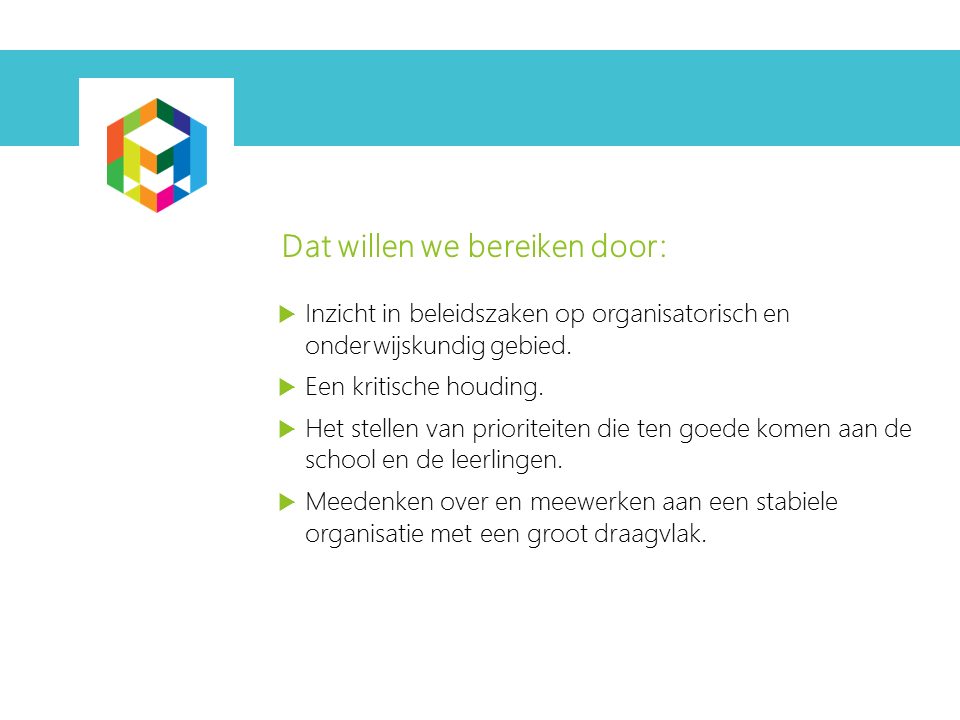 Dat willen we bereiken door:
Inzicht in beleidszaken op organisatorisch en
onderwijskundig gebied.
Een kritische houding.
Het stellen van prioriteiten die ten goede komen aan de
school en de leerlingen.
Meedenken over en meewerken aan een stabiele
organisatie met een groot draagvlak.